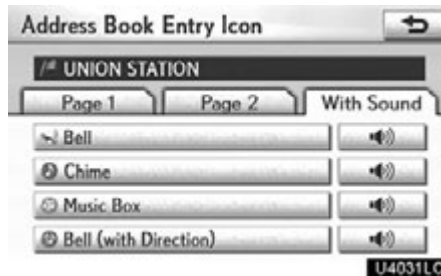 Address Book Entry Icon
UNION STATION
Page 1 Page 2 With Sound
Bell
Chime
Music Box
Bell (with Direction)
U4031LC